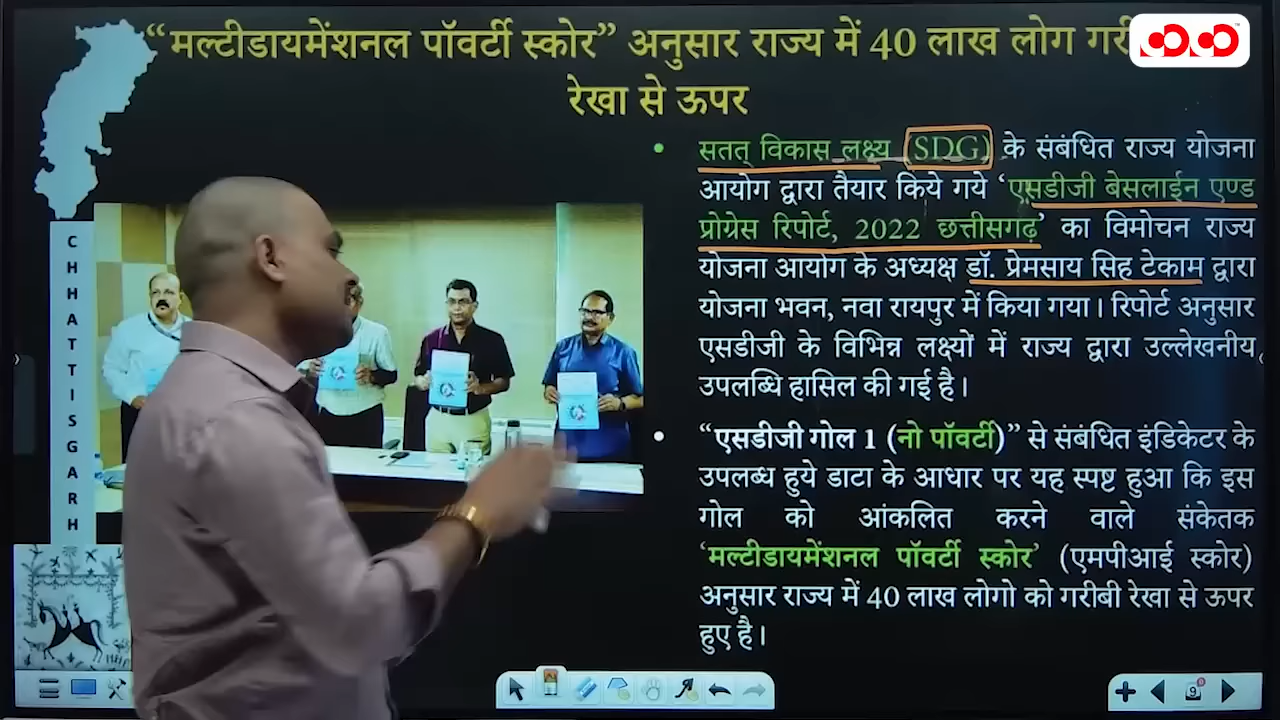 “मल्टीडायमेंशनल पॉवर्टी स्कोर” अनुसार राज्य में 40 लाख लोग
रेखा से ऊपर
CHHATTISGARH
सतत् विकास लक्ष्य (SDG) के संबंधित राज्य योजना
आयोग द्वारा तैयार किये गये ‘एसडीजी बेसलाईन एण्ड
प्रोग्रेस रिपोर्ट, 2022 छत्तीसगढ़’ का विमोचन राज्य
योजना आयोग के अध्यक्ष डॉ. प्रेमसाय सिह टेकाम द्वारा
योजना भवन, नवा रायपुर में किया गया। रिपोर्ट अनुसार
एसडीजी के विभिन्न लक्ष्यों में राज्य द्वारा उल्लेखनीय
उपलब्धि हासिल की गई है।
“एसडीजी गोल 1 (नो पॉवर्टी)” से संबंधित इंडिकेटर के
उपलब्ध हुये डाटा के आधार पर यह स्पष्ट हुआ कि इस
गोल को आंकलित करने वाले संकेतक
‘मल्टीडायमेंशनल पॉवर्टी स्कोर’ (एमपीआई स्कोर)
अनुसार राज्य में 40 लाख लोगो को गरीबी रेखा से ऊपर
हुए है।
9